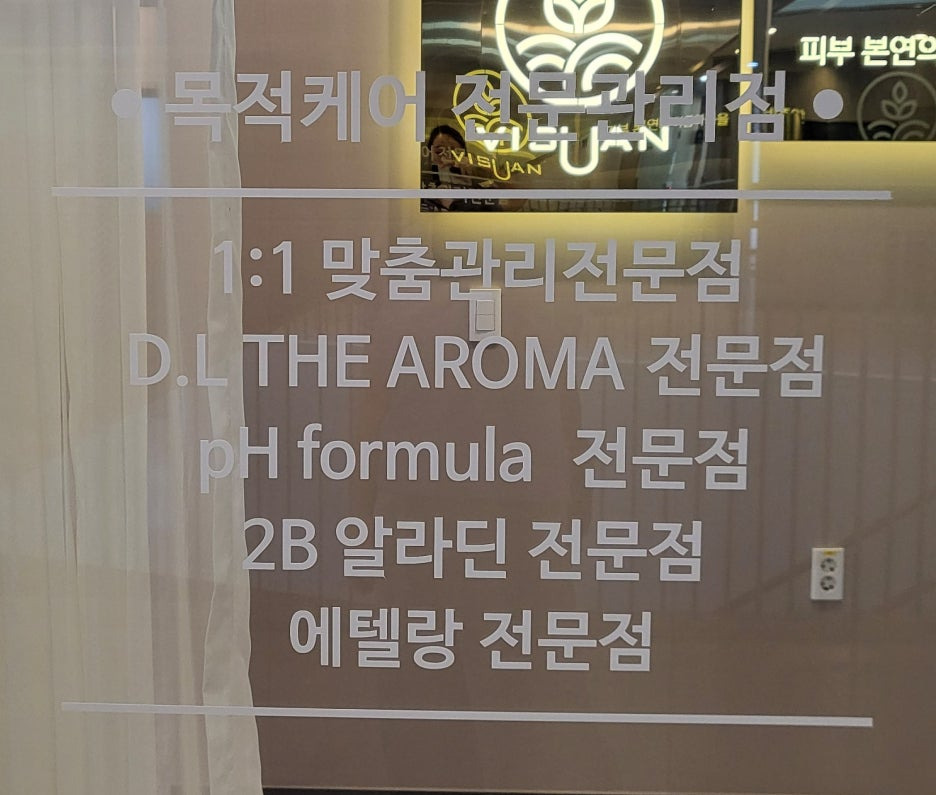 피부 본연의
• 목적케어 전문관리점 •
VISUAN
VISUAN
1:1 맞춤관리전문점
D.L THE AROMA 전문점
pH formula 전문점
2B 알라딘 전문점
에텔랑 전문점